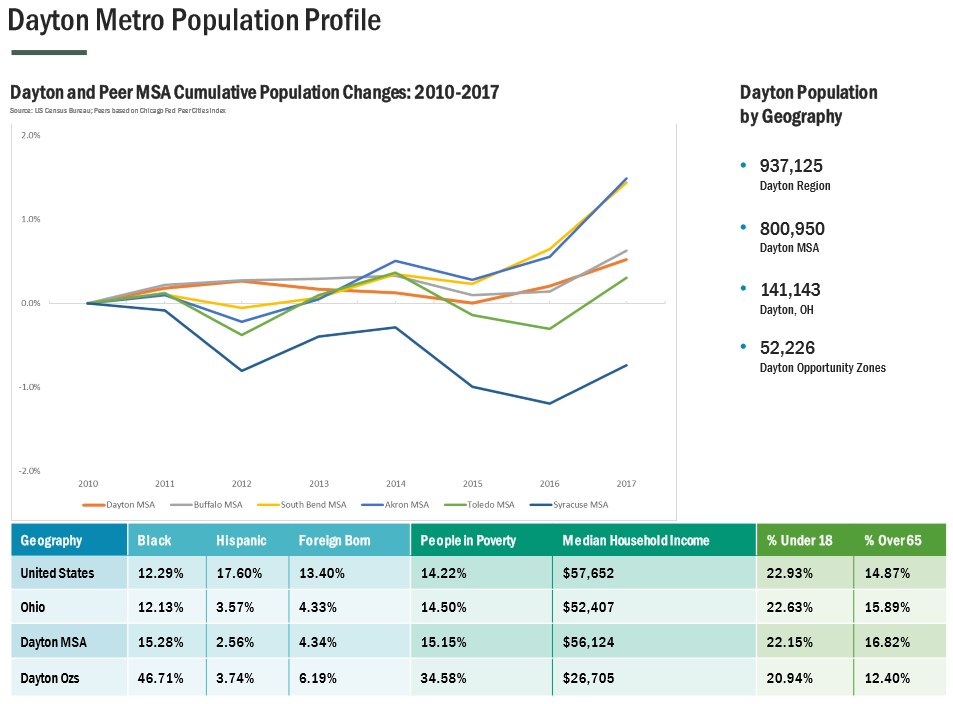 Dayton Metro Population Profile
Dayton and Peer MSA Cumulative Population Changes: 2010-2017
Source: US Census Bureau; Peers based on Chicago Fed Peer Cities Index
2.0%
1.0%
0.0%
-1.0%
-2.0%
2010 2011 2012 2013 2014 2015 2016 2017
Dayton MSA Buffalo MSA South Bend MSA Akron MSA Toledo MSA Syracuse MSA
Dayton Population
by Geography
• 937,125
Dayton Region
• 800,950
Dayton MSA
• 141,143
Dayton, OH
• 52,226
Dayton Opportunity Zones
Geography Black Hispanic Foreign Born People in Poverty Median Household Income % Under 18 % Over 65
United States 12.29% 17.60% 13.40% 14.22% $57,652 22.93% 14.87%
Ohio 12.13% 3.57% 4.33% 14.50% $52,407 22.63% 15.89%
Dayton MSA 15.28% 2.56% 4.34% 15.15% $56,124 22.15% 16.82%
Dayton Ozs 46.71% 3.74% 6.19% 34.58% $26,705 20.94% 12.40%